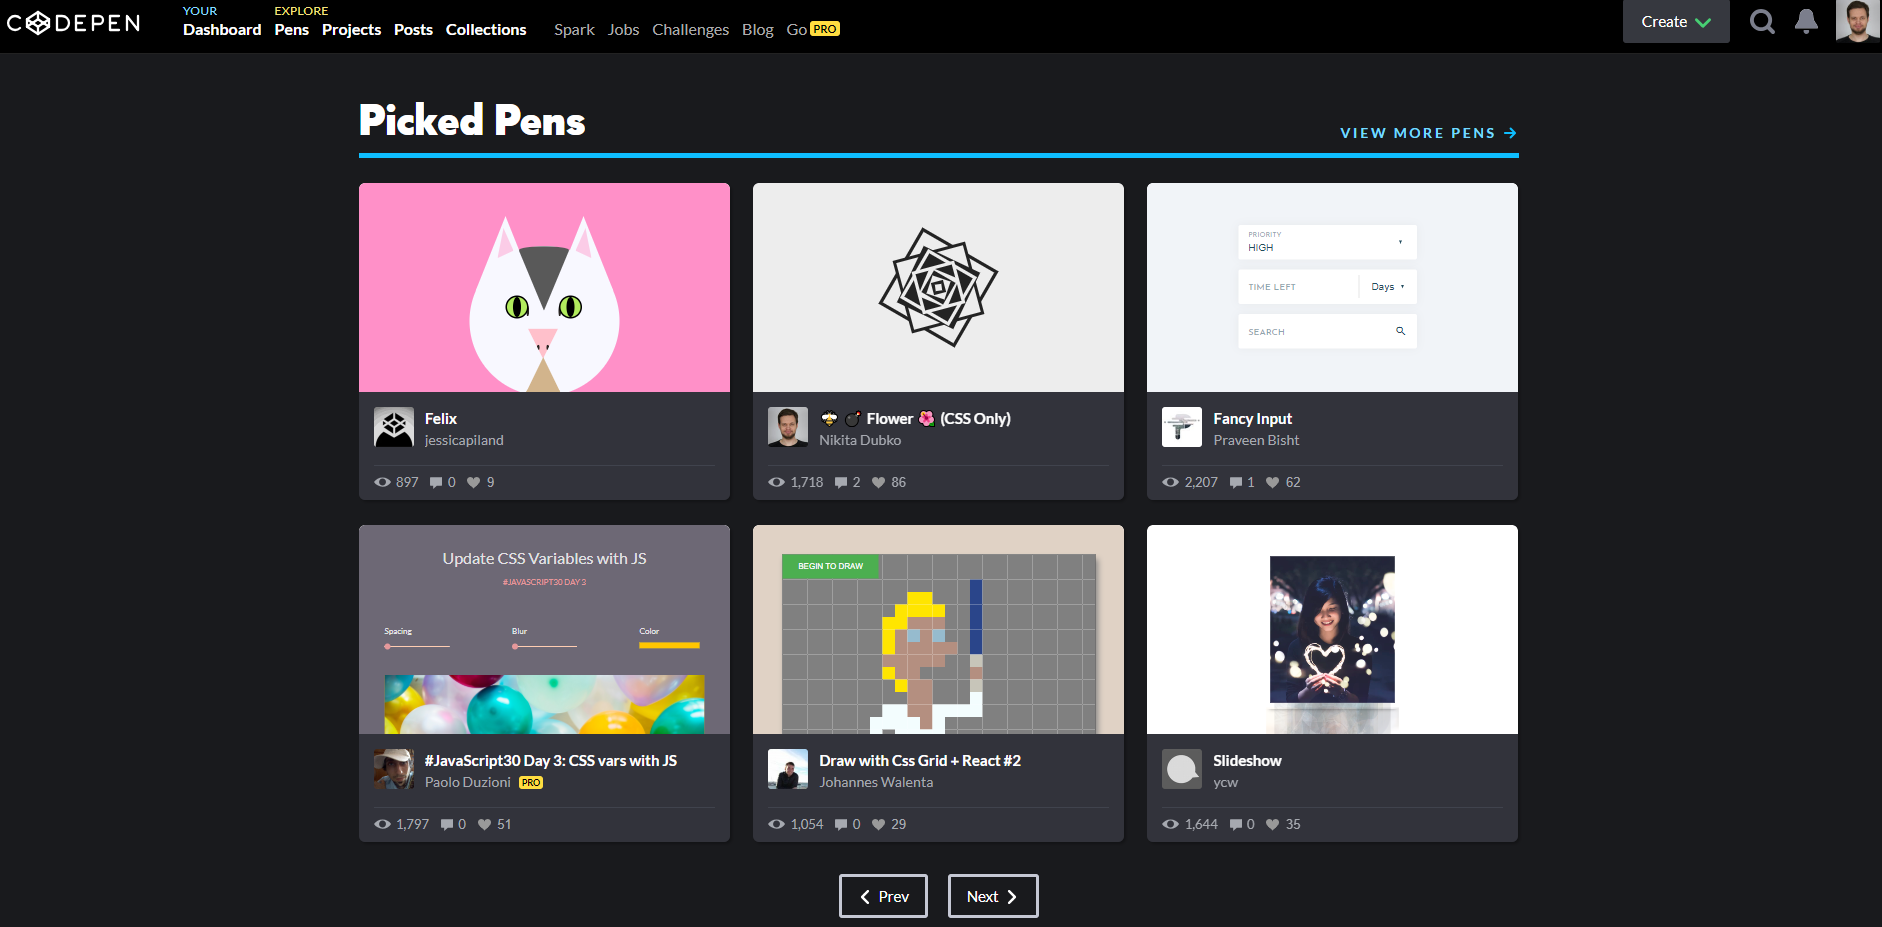 CODEPEN
YOUR
Dashboard
EXPLORE
Pens Projects Posts Collections
Spark Jobs Challenges Blog Go PRO
Create
Picked Pens
VIEW MORE PENS →
Felix
jessicapiland
897 0 9
🐝 💣 Flower 🌺 (CSS Only)
Nikita Dubko
1,718 2 86
PRIORITY
HIGH
TIME LEFT
Days
SEARCH
Fancy Input
Praveen Bisht
2,207 1 62
Update CSS Variables with JS
#JAVASCRIPT30 DAY 3
Spacing Blur Color
#JavaScript30 Day 3: CSS vars with JS
Paolo Duzioni PRO
1,797 0 51
BEGIN TO DRAW
Draw with Css Grid + React #2
Johannes Walenta
1,054 0 29
Slideshow
ycw
1,644 0 35
Prev
Next